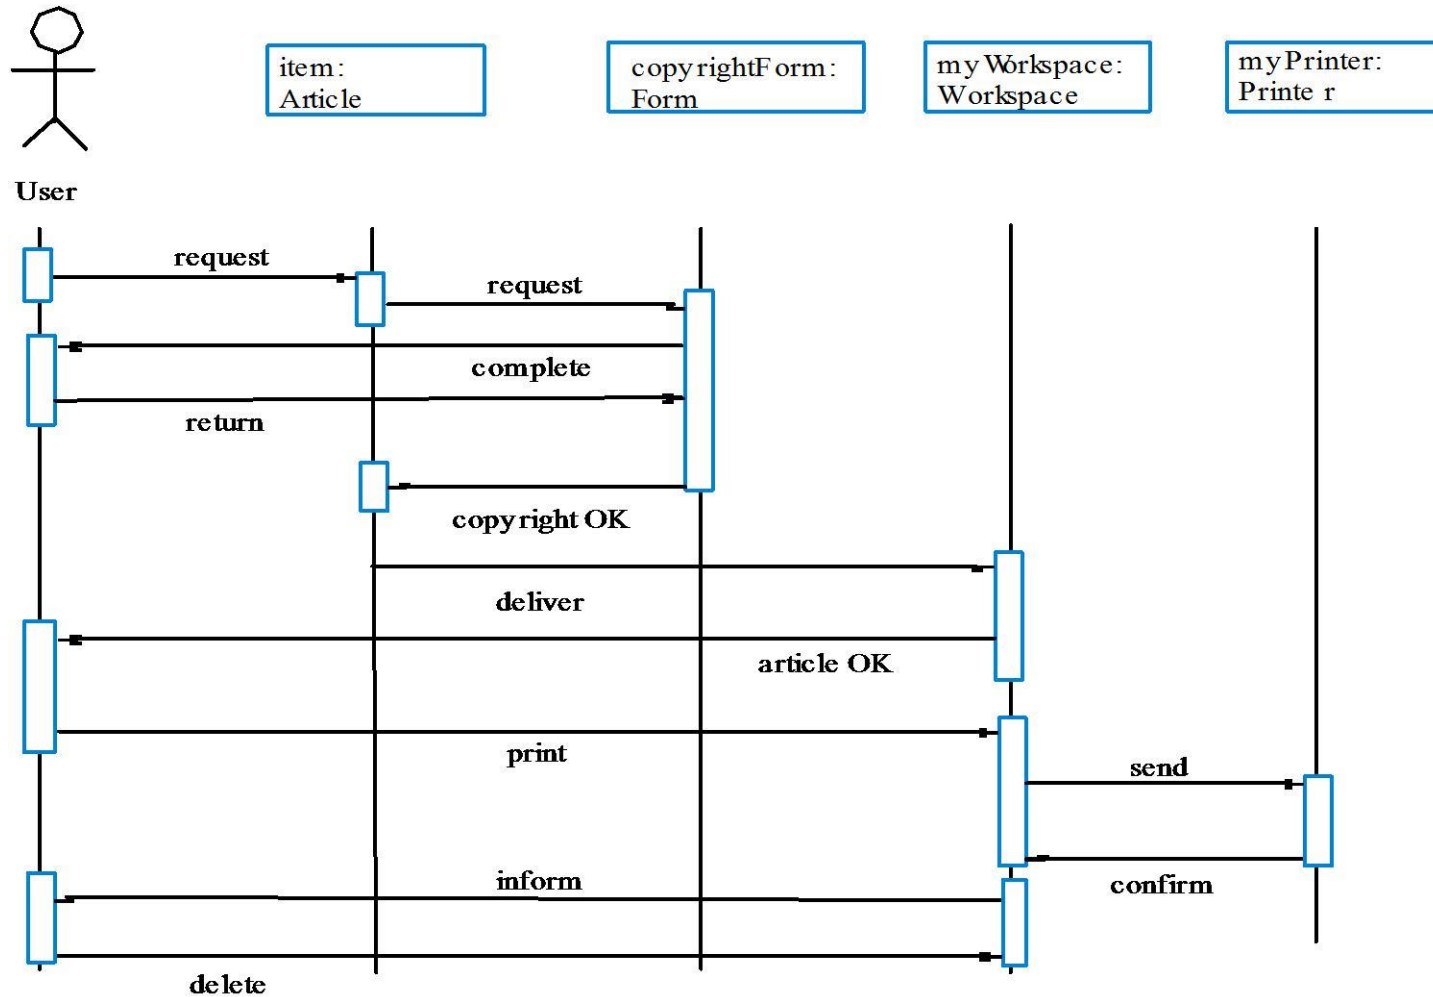 item:
Article
copyrightForm:
Form
myWorkspace:
Workspace
myPrinter:
Printe r
User
request
request
complete
return
copyright OK
deliver
article OK
print
send
confirm
inform
delete